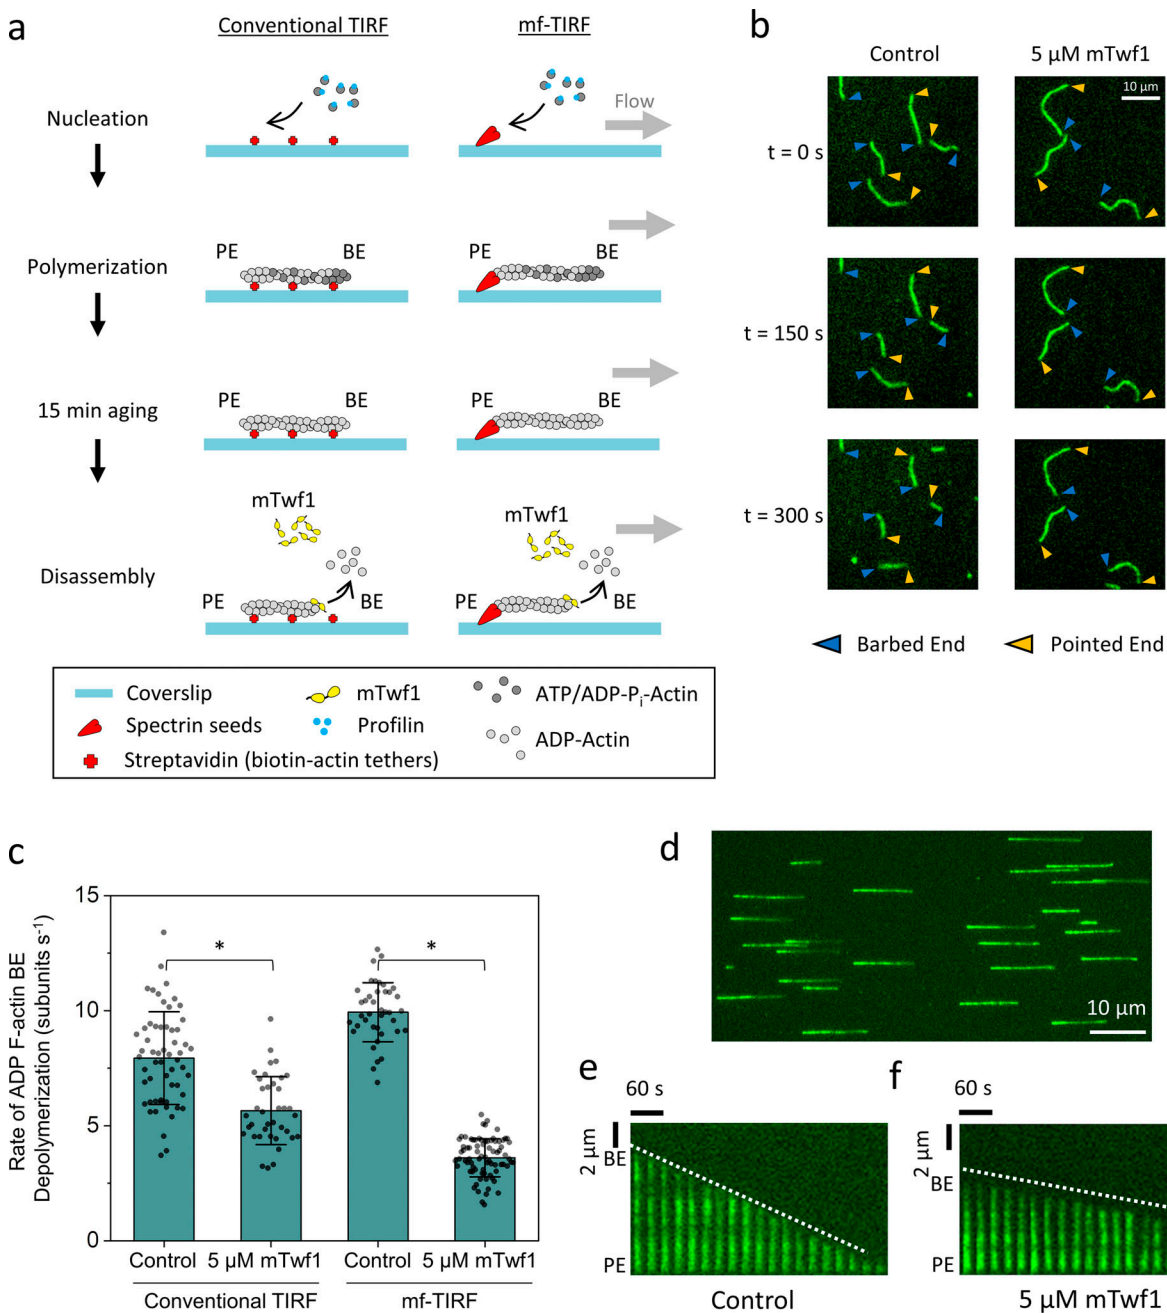 a
Conventional TIRF
mf-TIRF
Nucleation
Flow
PE
BE
PE
BE
Polymerization
PE
BE
PE
BE
15 min aging
mTwf1
mTwf1
Disassembly
PE
BE
PE
BE
Coverslip
mTwf1
ATP/ADP-Pi-Actin
Spectrin seeds
Profilin
ADP-Actin
Streptavidin (biotin-actin tethers)
b
Control
5 µM mTwf1
10 µm
t = 0 s
t = 150 s
t = 300 s
Barbed End
Pointed End
c
Rate of ADP F-actin BE
Depolymerization (subunits s-1)
15
10
5
0
*
*
Control
5 µM mTwf1
Control
5 µM mTwf1
Conventional TIRF
mf-TIRF
d
10 µm
e
60 s
2 µm
BE
PE
Control
f
60 s
2 µm
BE
PE
5 µM mTwf1